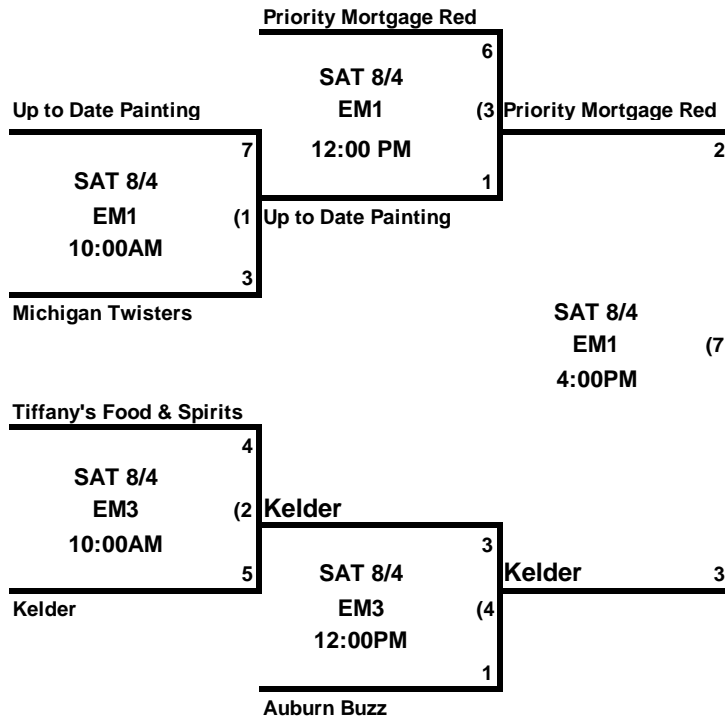 Priority Mortgage Red
6
SAT 8/4
EM1
(3
12:00 PM
1
Up to Date Painting
Up to Date Painting
7
SAT 8/4
EM1
(1
10:00AM
3
Michigan Twisters
Priority Mortgage Red
2
SAT 8/4
EM1
(7
4:00PM
Tiffany's Food & Spirits
4
SAT 8/4
EM3
(2
10:00AM
5
Kelder
Kelder
3
SAT 8/4
EM3
(4
12:00PM
1
Auburn Buzz
Kelder
3